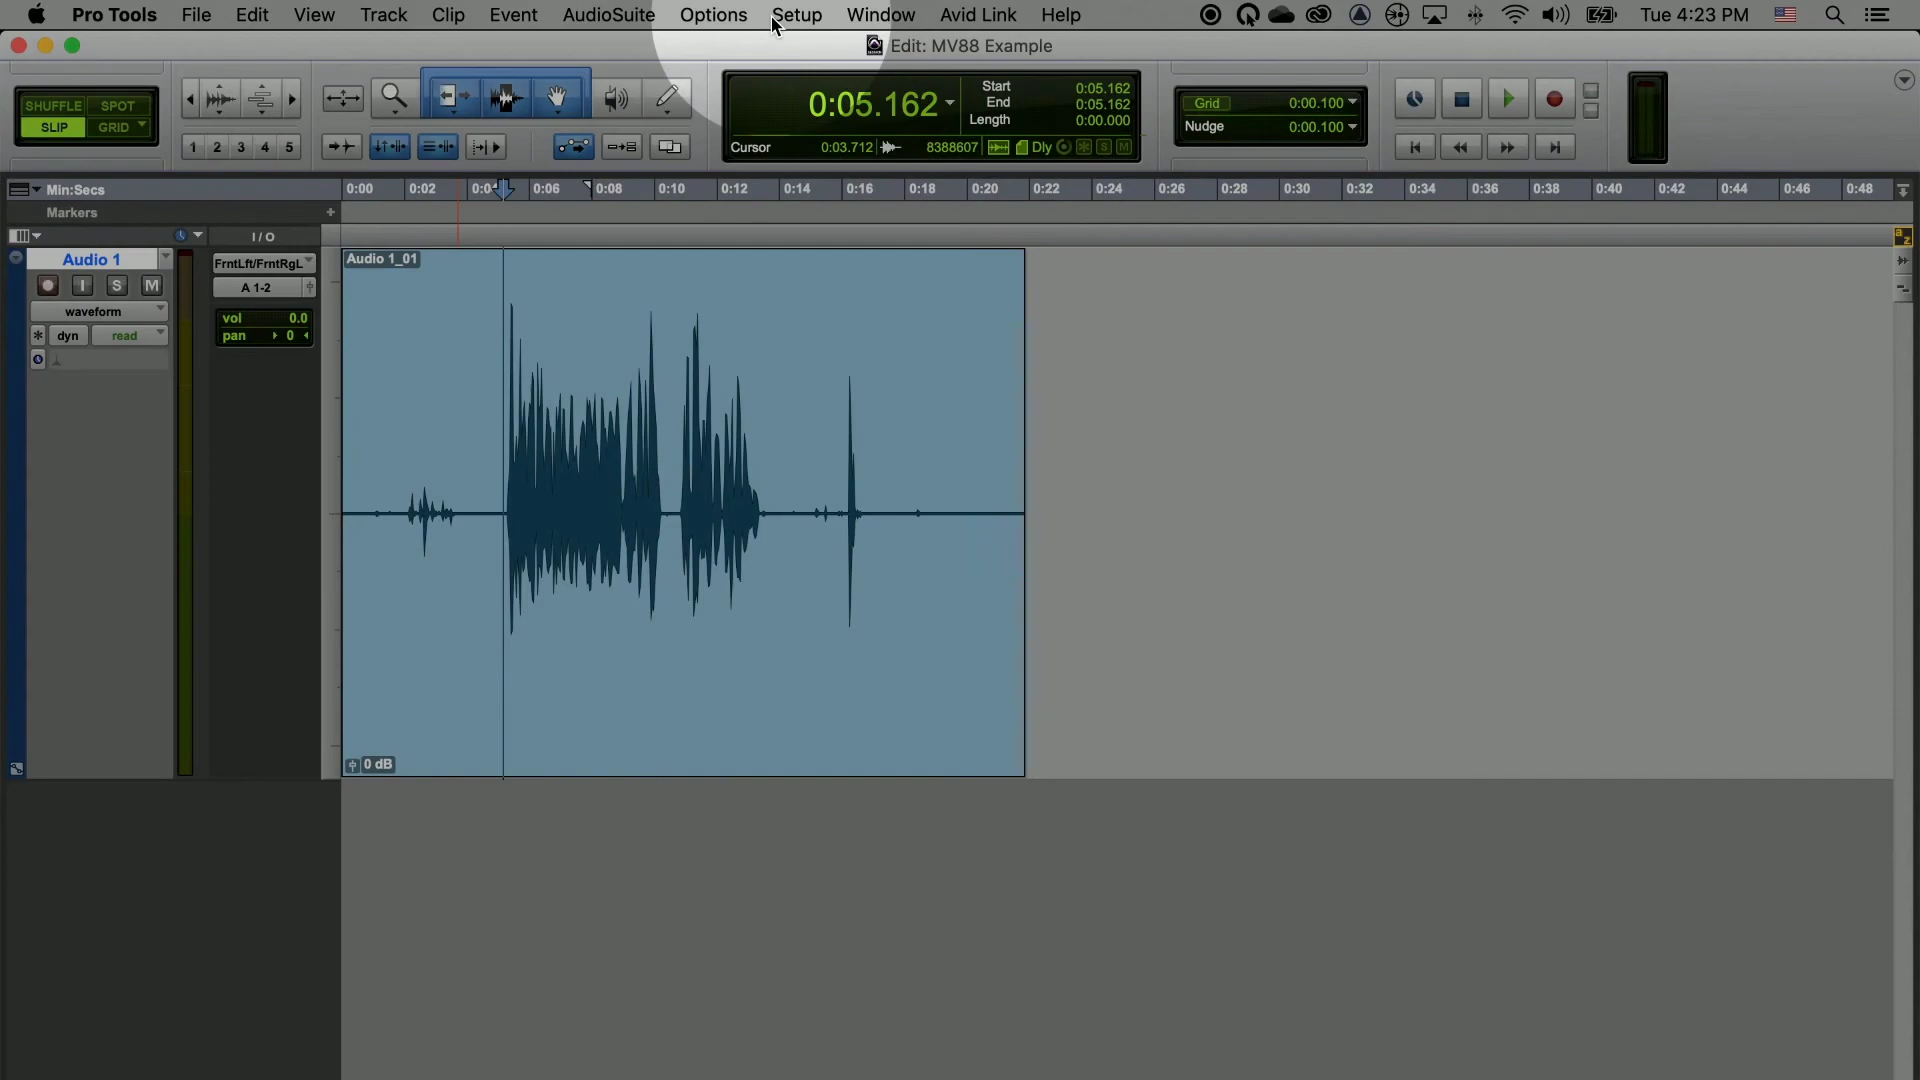 Pro Tools File Edit View Track Clip Event AudioSuite Options Setup Window Avid Link Help Tue 4:23 PM
Edit: MV88 Example
SHUFFLE SPOT
SLIP GRID
1 2 3 4 5
0:05.162
Start 0:05.162
End 0:05.162
Length 0:00.000
Cursor 0:03.712 8388607 Dly S M
Grid 0:00.100
Nudge 0:00.100
Min:Secs 0:00 0:02 0:0 0:06 0:08 0:10 0:12 0:14 0:16 0:18 0:20 0:22 0:24 0:26 0:28 0:30 0:32 0:34 0:36 0:38 0:40 0:42 0:44 0:46 0:48
Markers
I / O
a z
Audio 1
FrntLft/FrntRgL
I S M
A 1-2
waveform
vol 0.0
dyn read
pan 0
Audio 1_01
0 dB